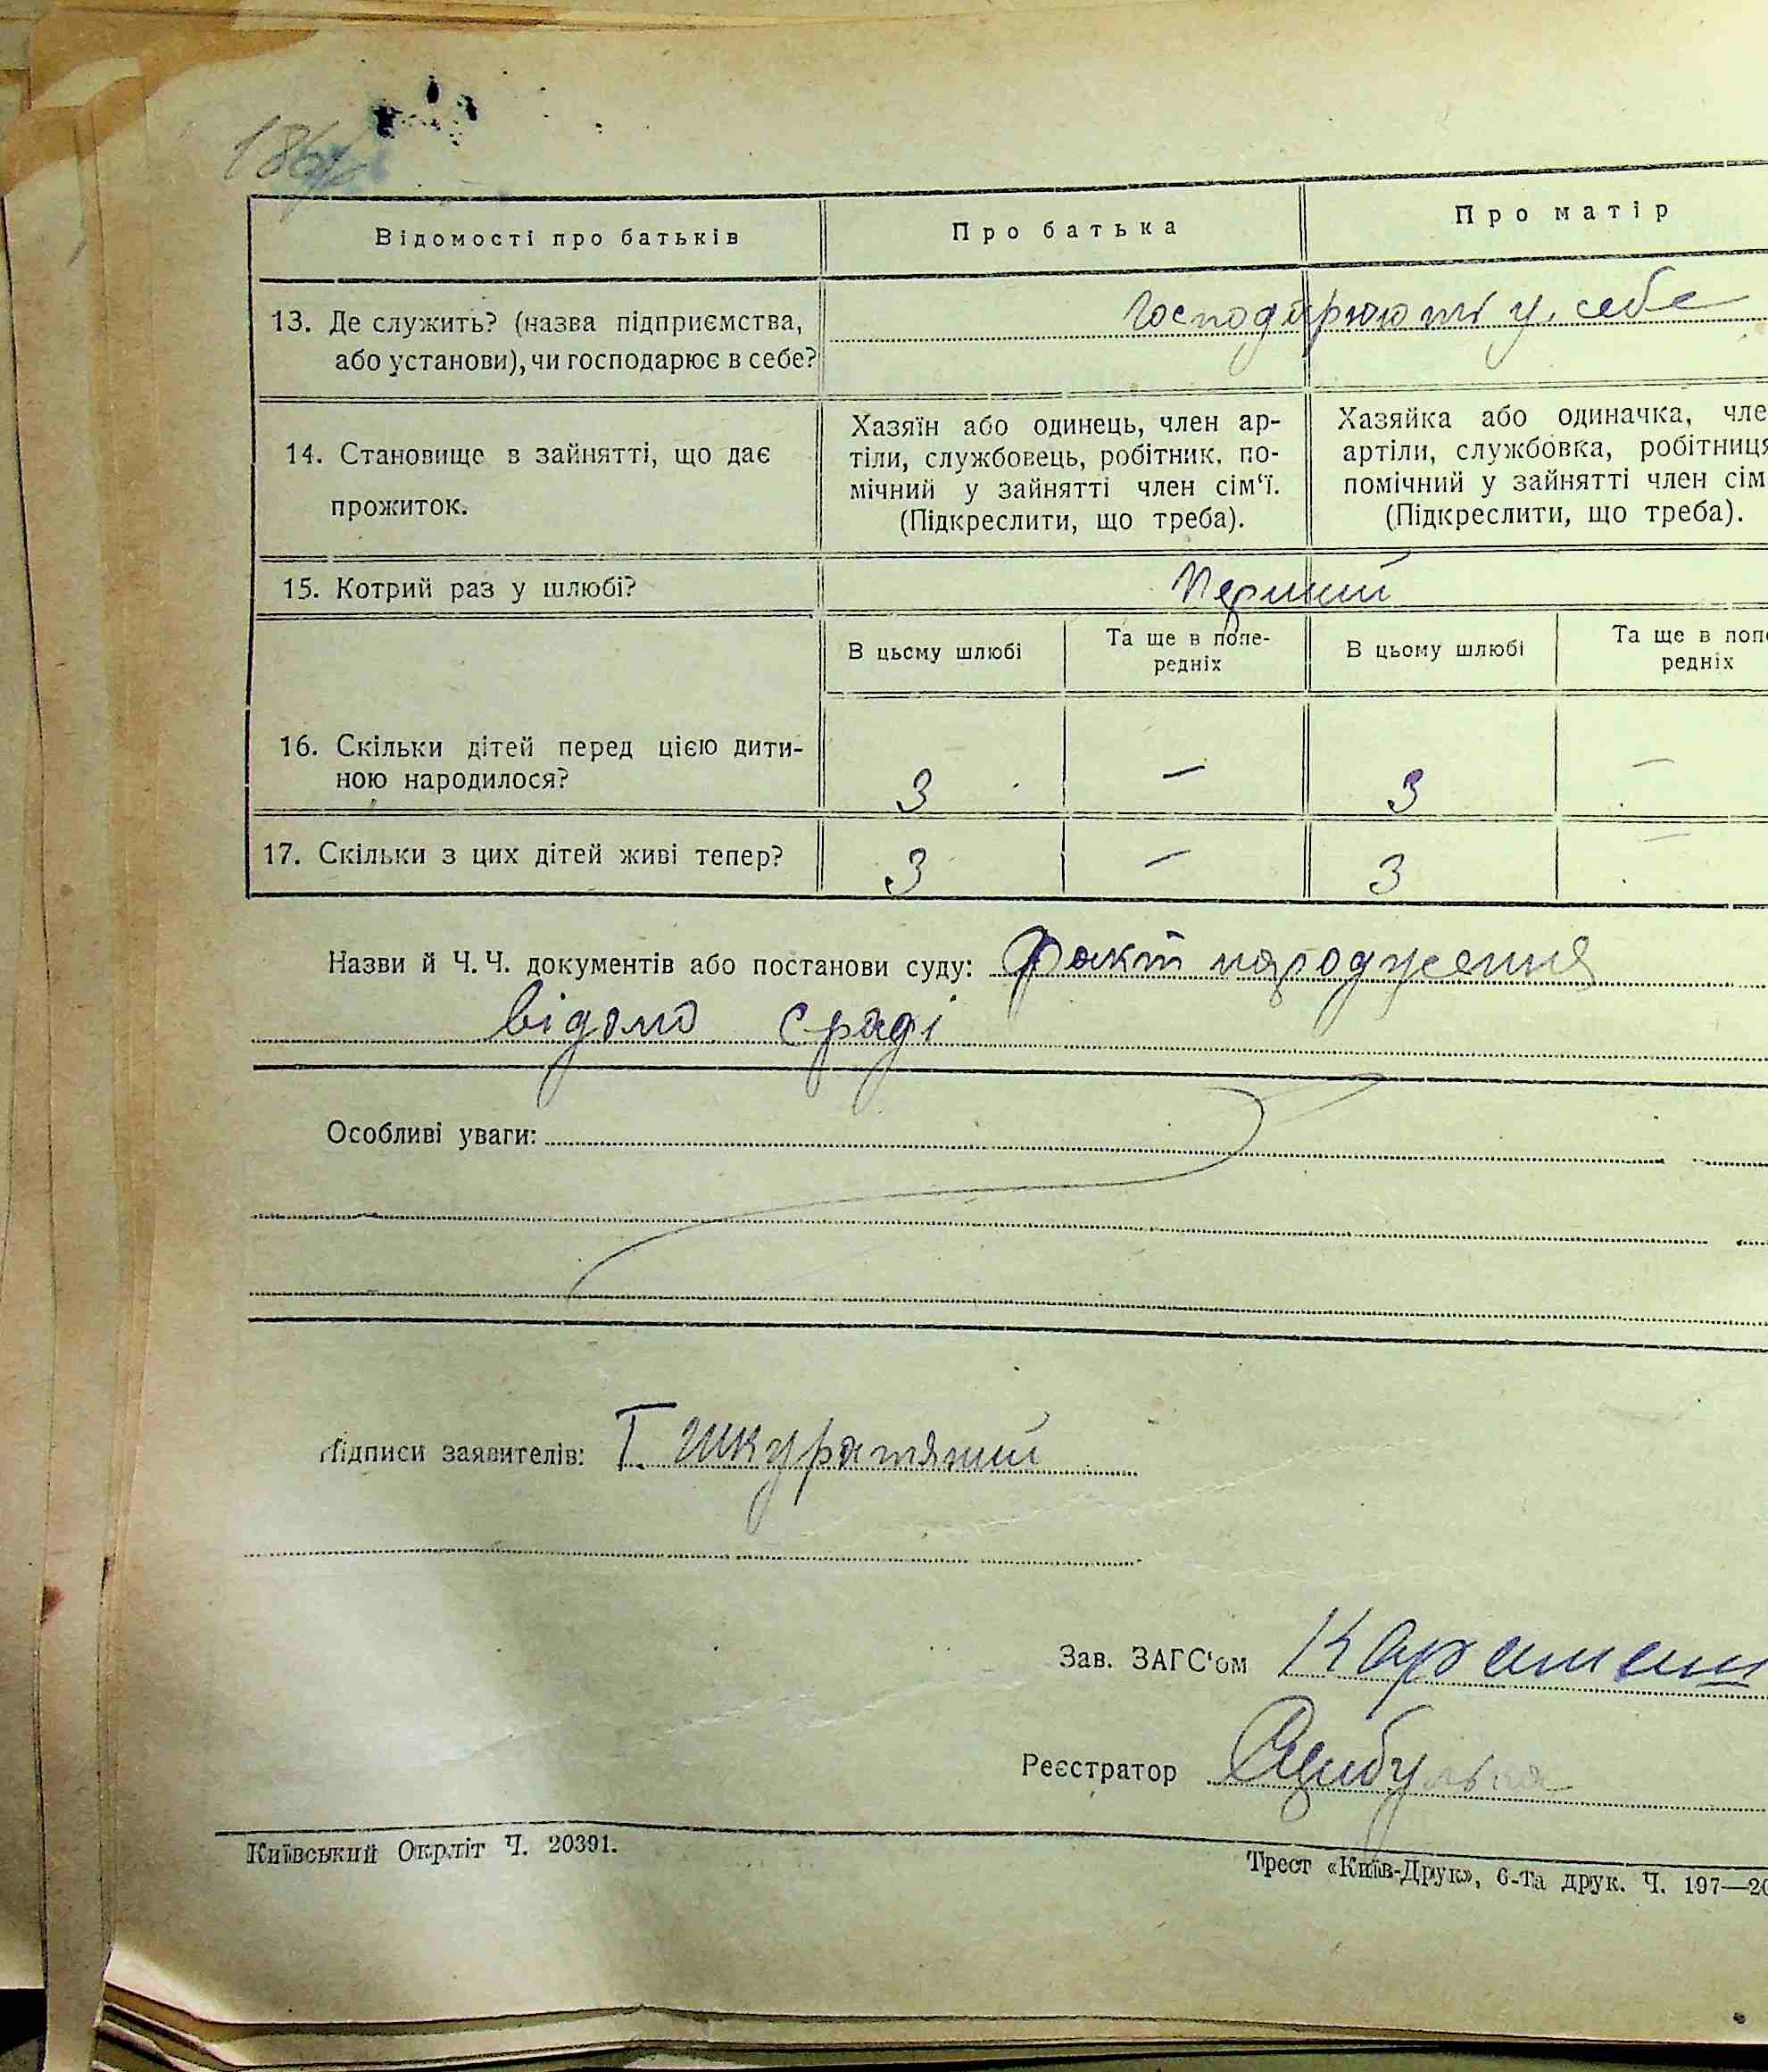 Відомості про батьків
Про батька
Про матір
13. Де служить? (назва підприємства,
або установи), чи господарює в себе?
Господарюють у себе
14. Становище в зайнятті, що дає
прожиток.
Хазяїн або одинець, член ар-
тіли, службовець, робітник, по-
мічний у зайнятті член сім'ї.
(Підкреслити, що треба).
Хазяйка або одиначка, чле
артіли, службовка, робітниця
помічний у зайнятті член сім
(Підкреслити, що треба).
15. Котрий раз у шлюбі?
Перший
В цьому шлюбі
Та ще в попе-
редніх
В цьому шлюбі
Та ще в попе
редніх
16. Скільки дітей перед цією дити-
ною народилося?
3 — 3 —
17. Скільки з цих дітей живі тепер?
3 — 3 —
Назви й Ч.Ч. документів або постанови суду: Факт народження
відомо с/раді
Особливі уваги:
Підписи заявителів: Т. Шкуратяний
Зав. ЗАГС'ом
Реєстратор Цибулька
Київський Окрліт Ч. 20391.
Трест «Київ-Друк», 6-та друк. Ч. 197—20